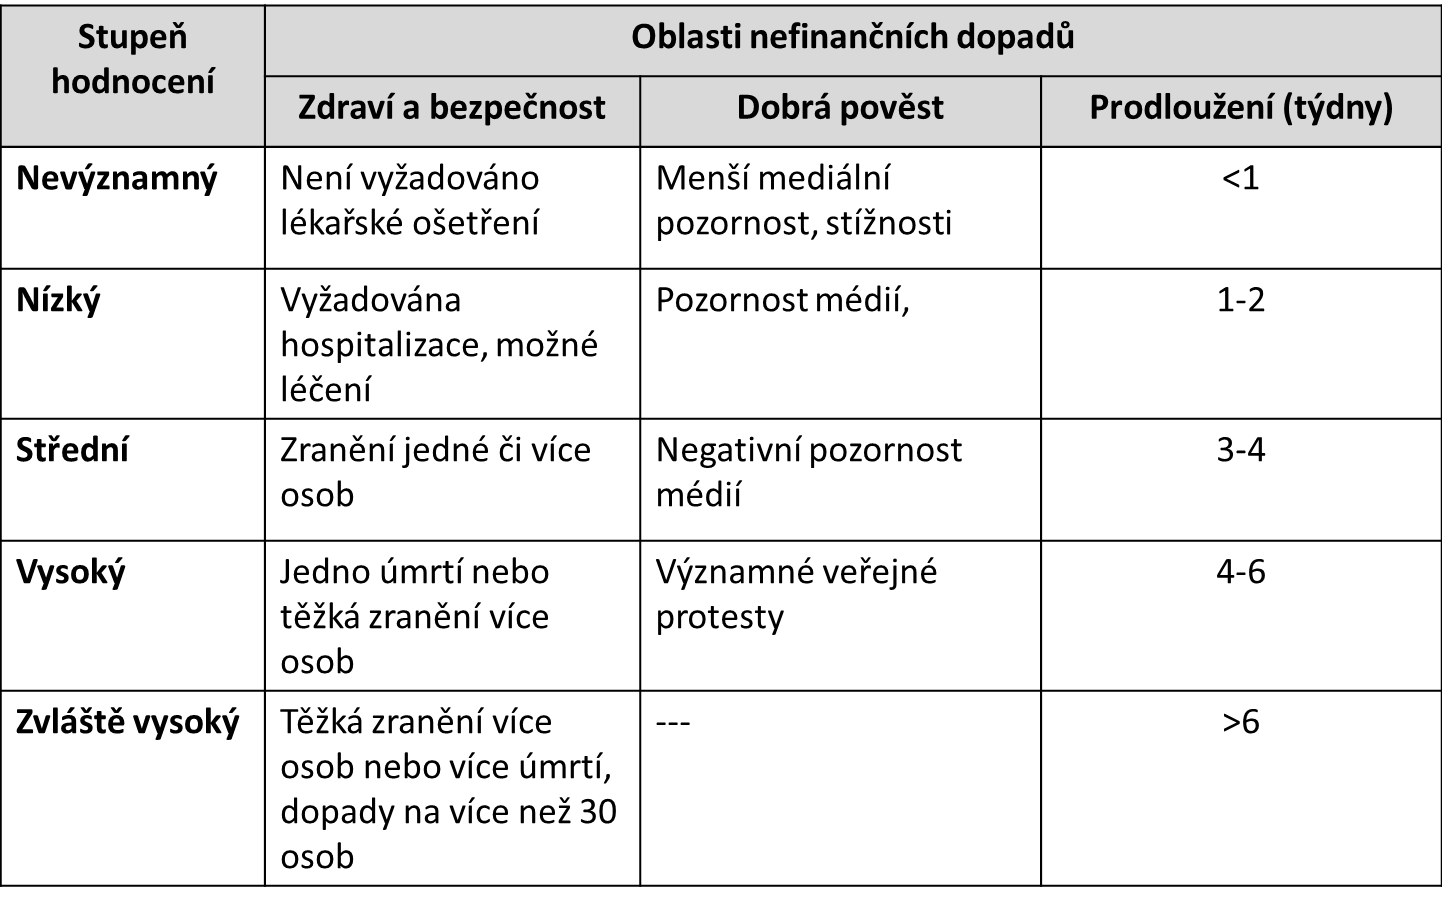 Stupeň
hodnocení
Oblasti nefinančních dopadů
Zdraví a bezpečnost
Dobrá pověst
Prodloužení (týdny)
Nevýznamný
Není vyžadováno
lékařské ošetření
Menší mediální
pozornost, stížnosti
<1
Nízký
Vyžadována
hospitalizace, možné
léčení
Pozornost médií,
1-2
Střední
Zranění jedné či více
osob
Negativní pozornost
médií
3-4
Vysoký
Jedno úmrtí nebo
těžká zranění více
osob
Významné veřejné
protesty
4-6
Zvláště vysoký
Těžká zranění více
osob nebo více úmrtí,
dopady na více než 30
osob
---
>6